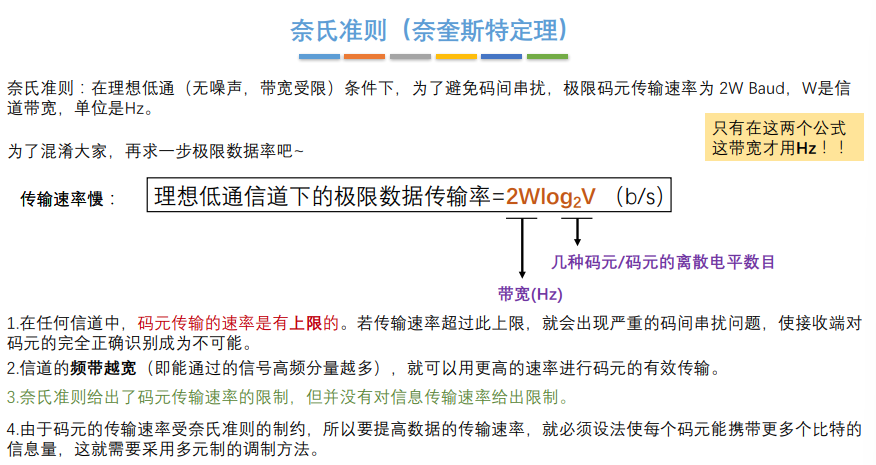 奈氏准则（奈奎斯特定理）
奈氏准则：在理想低通（无噪声，带宽受限）条件下，为了避免码间串扰，极限码元传输速率为 2W Baud，W是信
道带宽，单位是Hz。
只有在这两个公式
这带宽才用Hz！！
为了混淆大家，再求一步极限数据率吧~
传输速率慢：
理想低通信道下的极限数据传输率=2Wlog₂V （b/s）
几种码元/码元的离散电平数目
带宽(Hz)
1.在任何信道中，码元传输的速率是有上限的。若传输速率超过此上限，就会出现严重的码间串扰问题，使接收端对
码元的完全正确识别成为不可能。
2.信道的频带越宽（即能通过的信号高频分量越多），就可以用更高的速率进行码元的有效传输。
3.奈氏准则给出了码元传输速率的限制，但并没有对信息传输速率给出限制。
4.由于码元的传输速率受奈氏准则的制约，所以要提高数据的传输速率，就必须设法使每个码元能携带更多个比特的
信息量，这就需要采用多元制的调制方法。